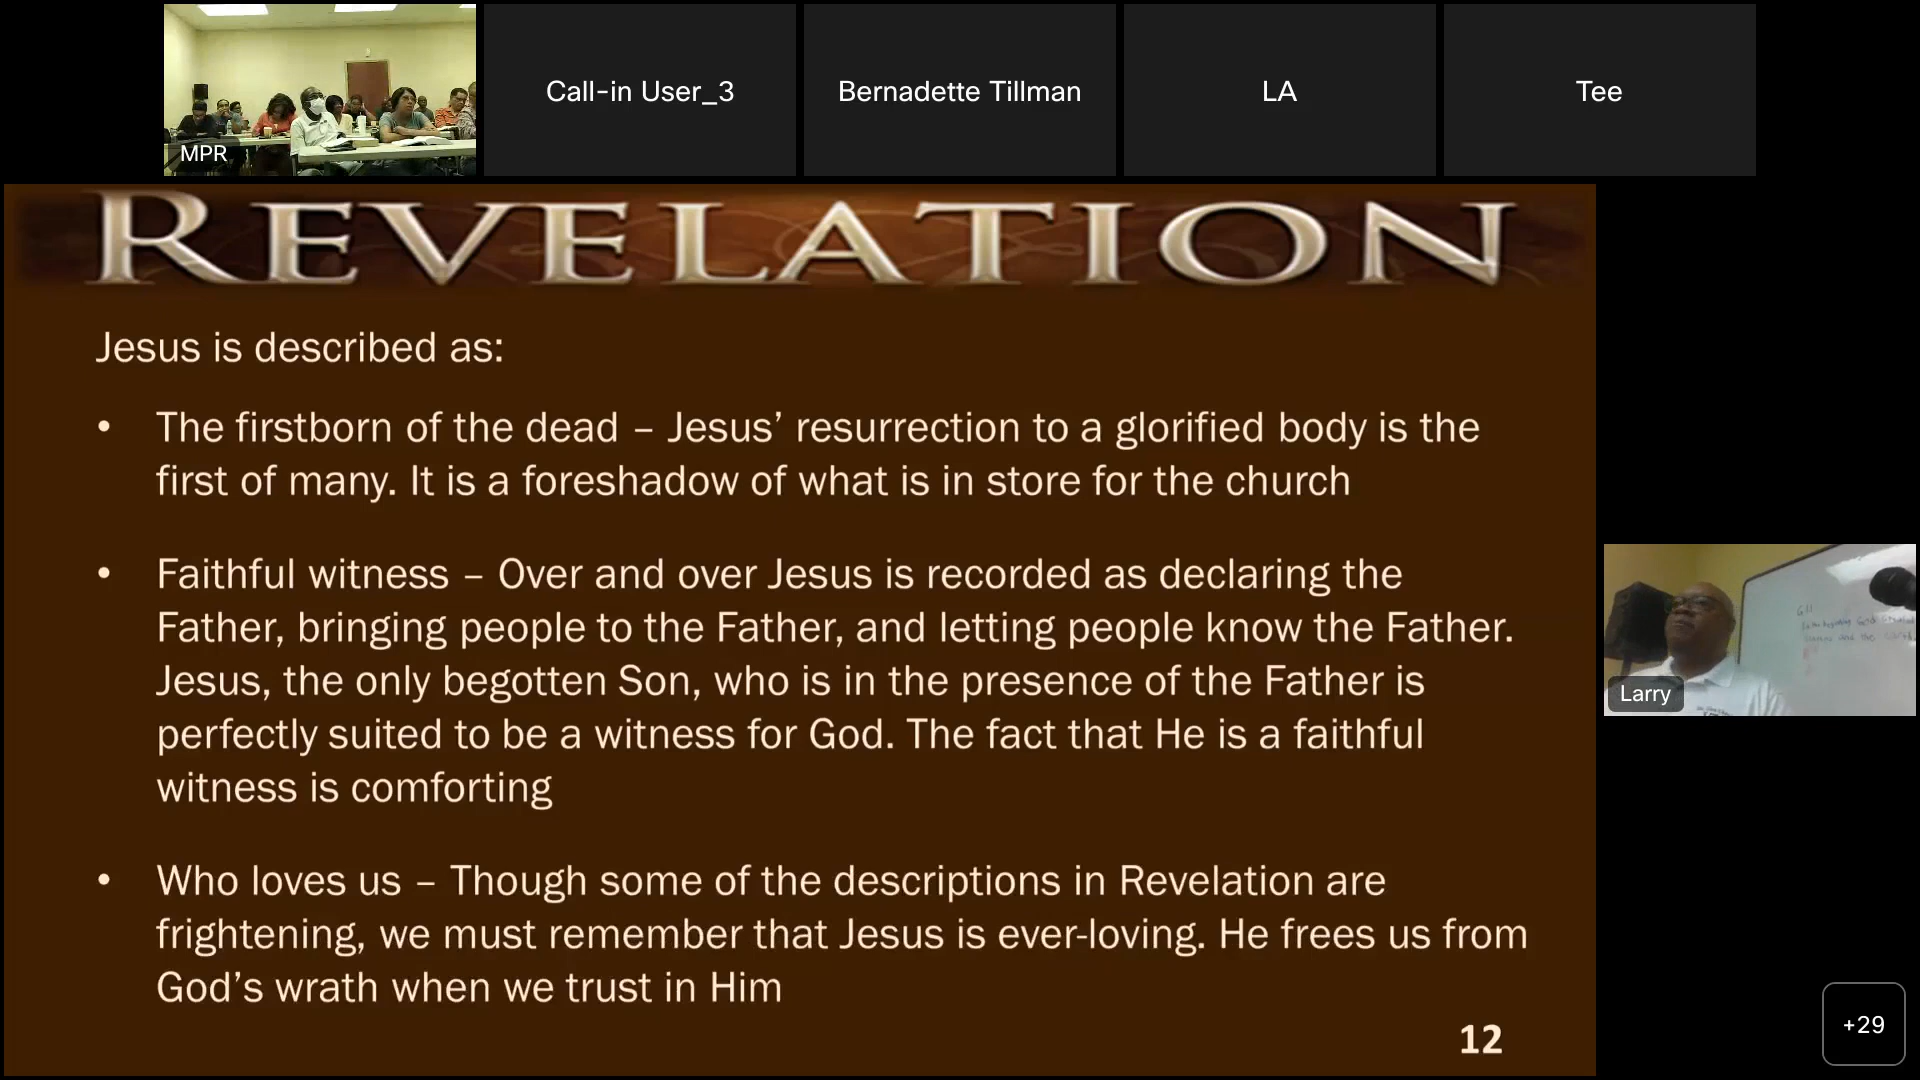 MPR
Call-in User_3
Bernadette Tillman
LA
Tee
REVELATION
Jesus is described as:
• The firstborn of the dead – Jesus’ resurrection to a glorified body is the
first of many. It is a foreshadow of what is in store for the church
• Faithful witness – Over and over Jesus is recorded as declaring the
Father, bringing people to the Father, and letting people know the Father.
Jesus, the only begotten Son, who is in the presence of the Father is
perfectly suited to be a witness for God. The fact that He is a faithful
witness is comforting
• Who loves us – Though some of the descriptions in Revelation are
frightening, we must remember that Jesus is ever-loving. He frees us from
God’s wrath when we trust in Him
12
Larry
+29